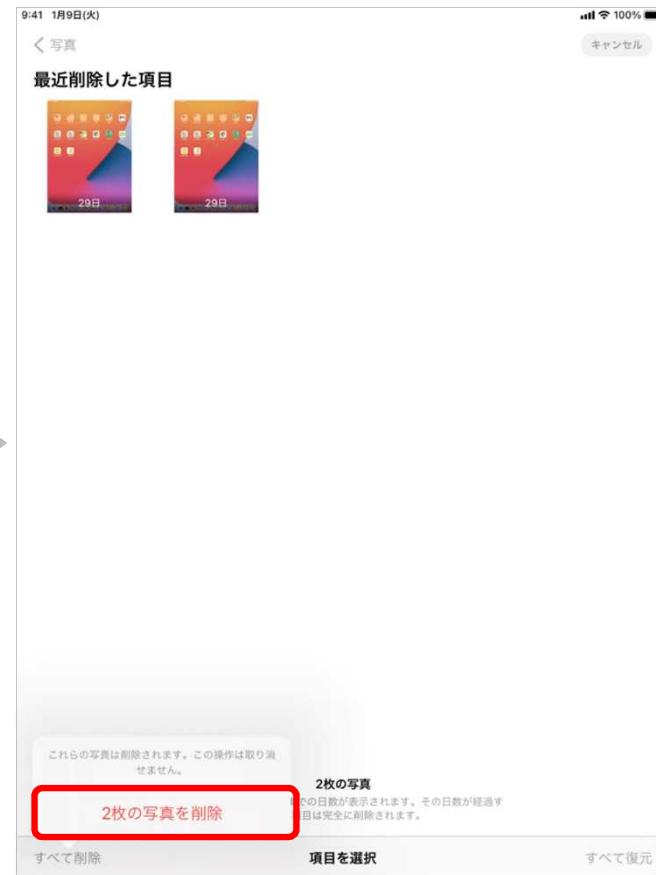 9:41 1月9日(火)
100%
写真
キャンセル
最近削除した項目
29日
29日
これらの写真は削除されます。この操作は取り消
せません。
2枚の写真
での日数が表示されます。その日数が経過す
2枚の写真を削除
目は完全に削除されます。
すべて削除
項目を選択
すべて復元